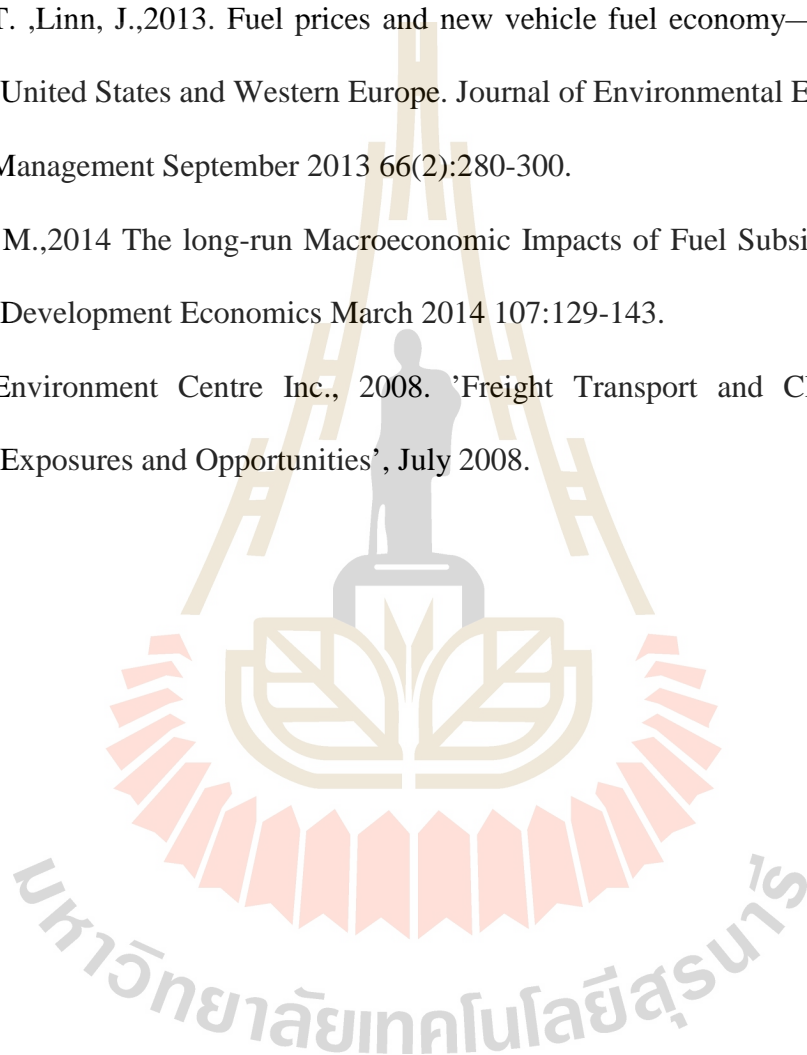 T. ,Linn, J.,2013. Fuel prices and new vehicle fuel economy—
United States and Western Europe. Journal of Environmental E
Management September 2013 66(2):280-300.
M.,2014 The long-run Macroeconomic Impacts of Fuel Subsi
Development Economics March 2014 107:129-143.
Environment Centre Inc., 2008. ’Freight Transport and Cl
Exposures and Opportunities’, July 2008.
มหาวิทยาลัยเทคโนโลยีสุรนารี